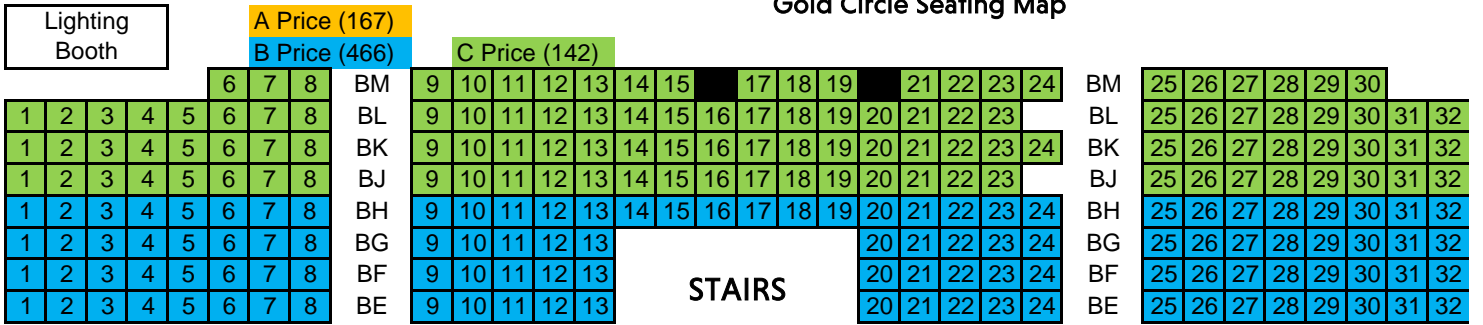 Gold Circle Seating Map
Lighting
Booth
A Price (167)
B Price (466)
C Price (142)
6 7 8 BM 9 10 11 12 13 14 15 17 18 19 21 22 23 24 BM 25 26 27 28 29 30
1 2 3 4 5 6 7 8 BL 9 10 11 12 13 14 15 16 17 18 19 20 21 22 23 BL 25 26 27 28 29 30 31 32
1 2 3 4 5 6 7 8 BK 9 10 11 12 13 14 15 16 17 18 19 20 21 22 23 24 BK 25 26 27 28 29 30 31 32
1 2 3 4 5 6 7 8 BJ 9 10 11 12 13 14 15 16 17 18 19 20 21 22 23 BJ 25 26 27 28 29 30 31 32
1 2 3 4 5 6 7 8 BH 9 10 11 12 13 14 15 16 17 18 19 20 21 22 23 24 BH 25 26 27 28 29 30 31 32
1 2 3 4 5 6 7 8 BG 9 10 11 12 13 20 21 22 23 24 BG 25 26 27 28 29 30 31 32
1 2 3 4 5 6 7 8 BF 9 10 11 12 13 20 21 22 23 24 BF 25 26 27 28 29 30 31 32
STAIRS
1 2 3 4 5 6 7 8 BE 9 10 11 12 13 20 21 22 23 24 BE 25 26 27 28 29 30 31 32